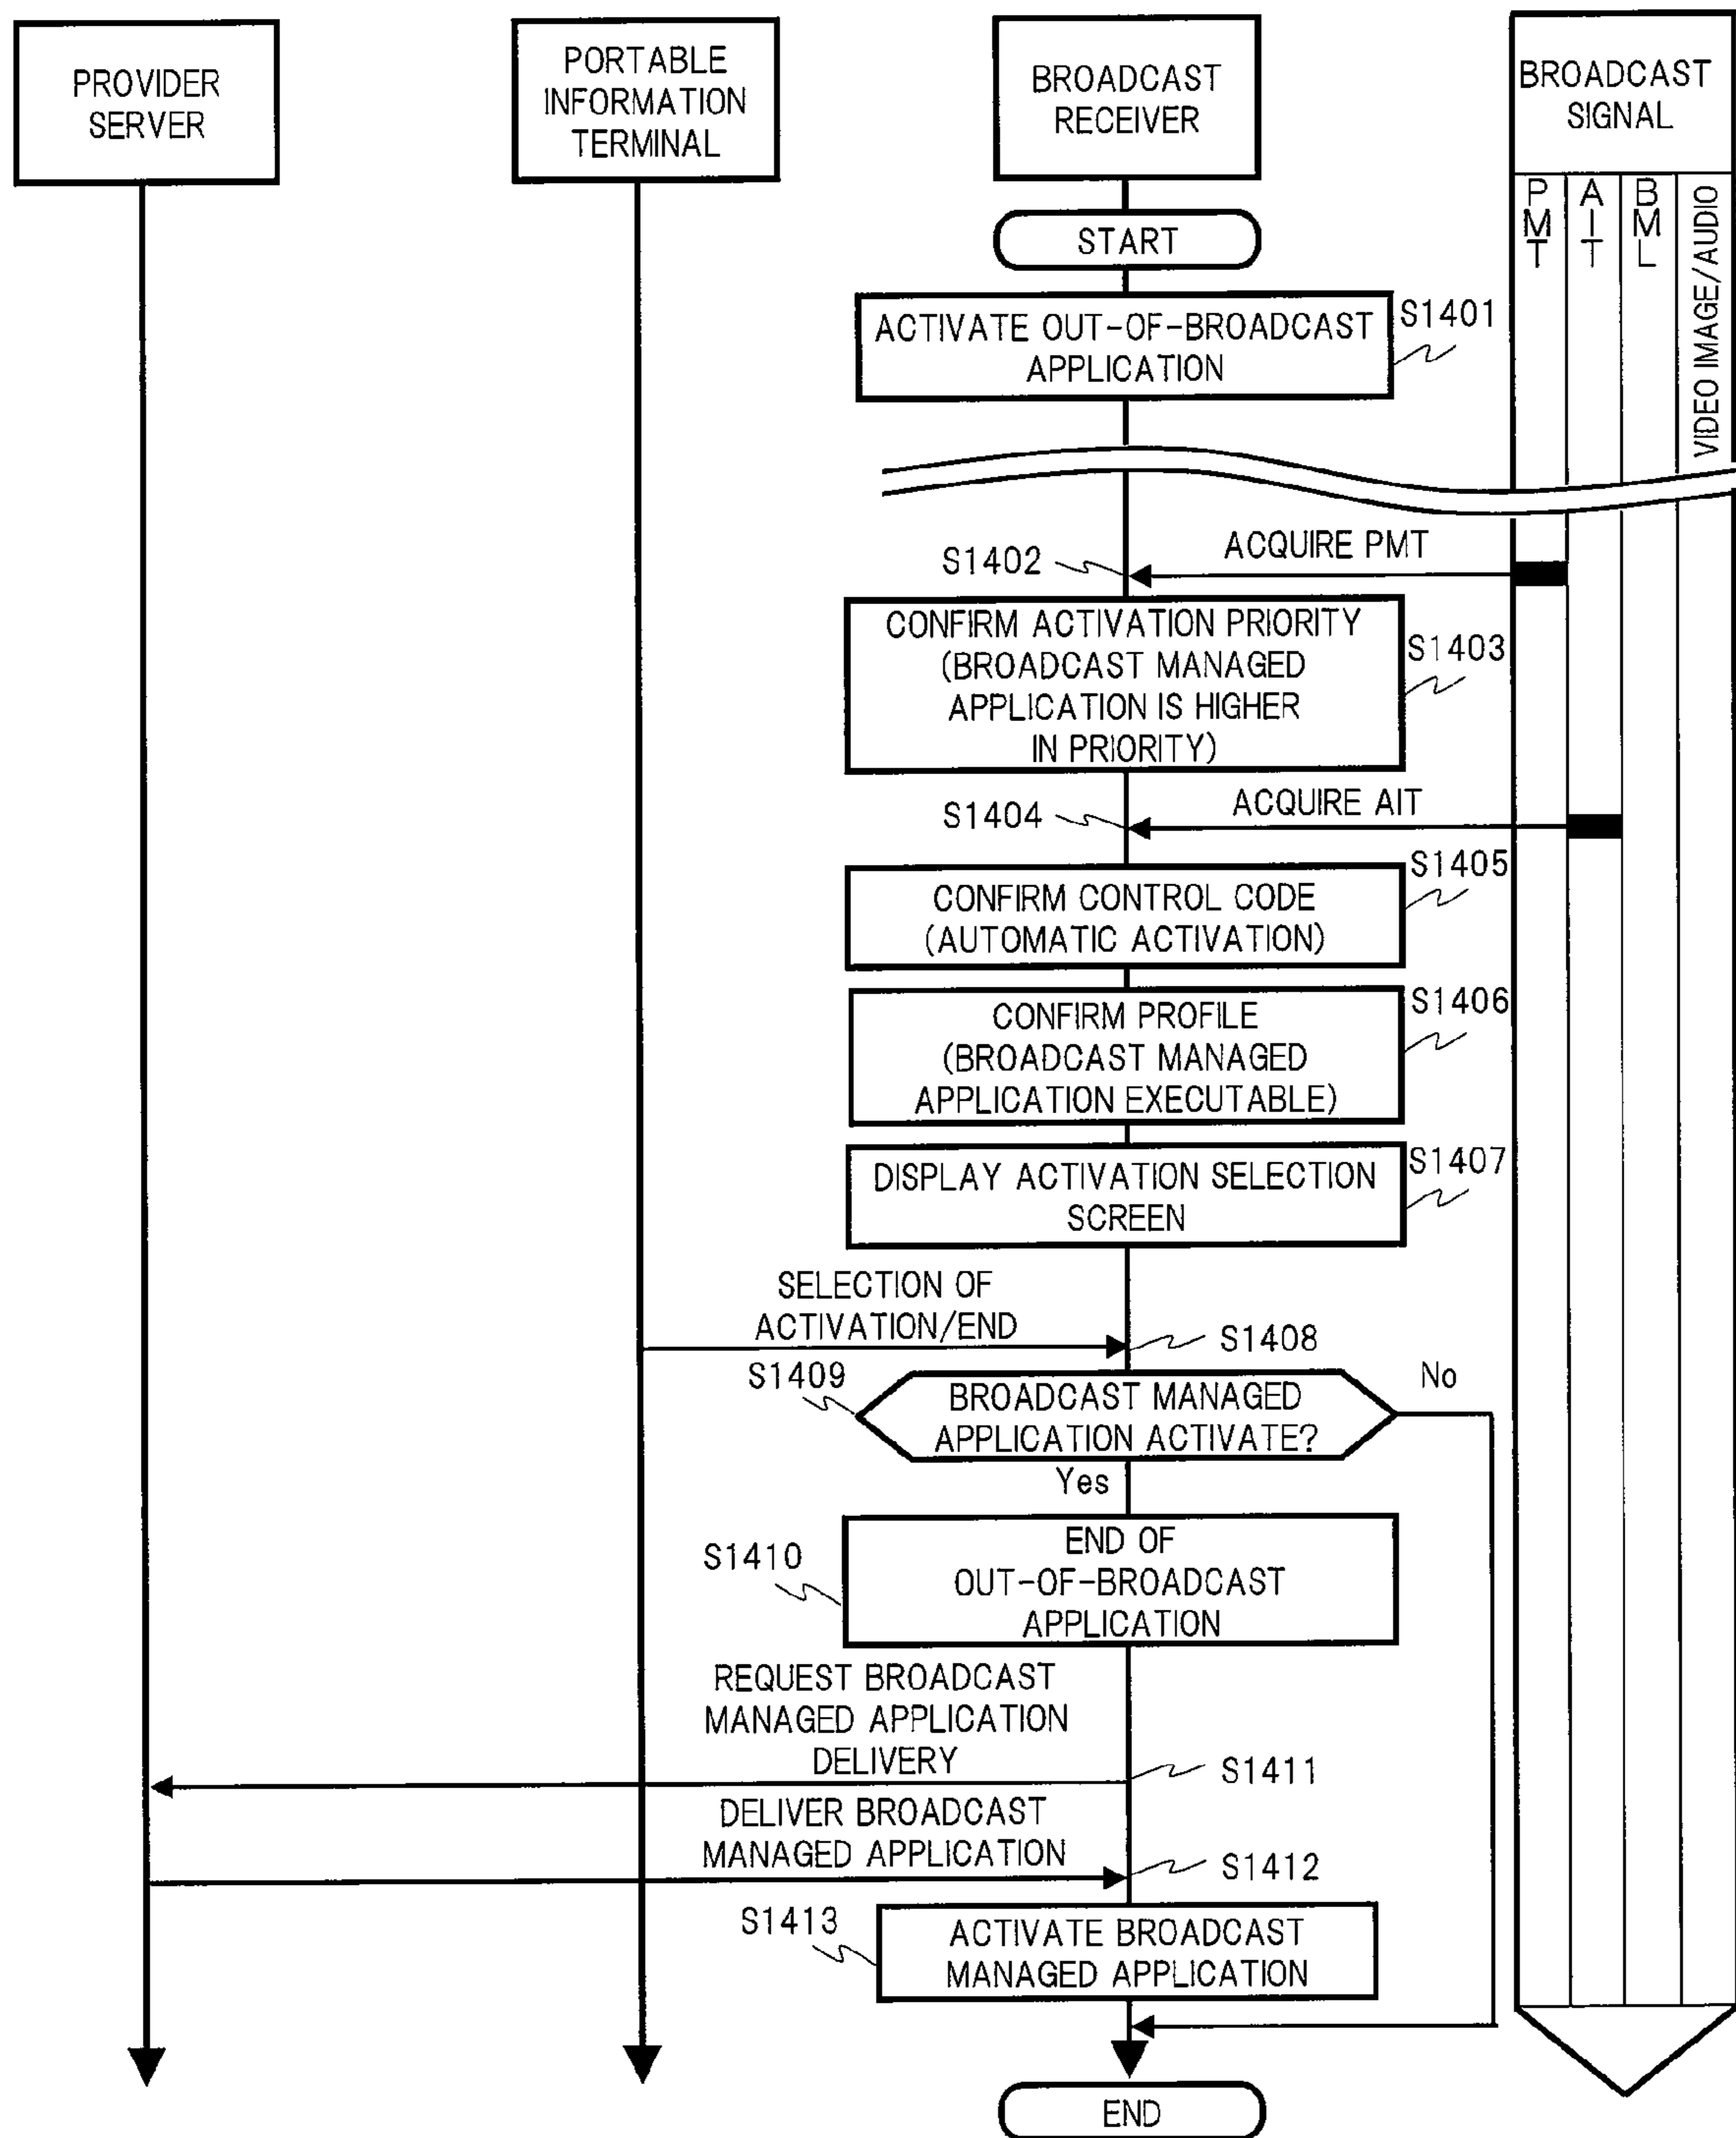 PROVIDER
SERVER
PORTABLE
INFORMATION
TERMINAL
BROADCAST
RECEIVER
BROADCAST
SIGNAL
PMT
AIT
BML
VIDEO IMAGE/AUDIO
START
ACTIVATE OUT-OF-BROADCAST
APPLICATION
S1401
ACQUIRE PMT
S1402
CONFIRM ACTIVATION PRIORITY
(BROADCAST MANAGED
APPLICATION IS HIGHER
IN PRIORITY)
S1403
ACQUIRE AIT
S1404
CONFIRM CONTROL CODE
(AUTOMATIC ACTIVATION)
S1405
CONFIRM PROFILE
(BROADCAST MANAGED
APPLICATION EXECUTABLE)
S1406
DISPLAY ACTIVATION SELECTION
SCREEN
S1407
SELECTION OF
ACTIVATION/END
S1408
S1409
BROADCAST MANAGED
APPLICATION ACTIVATE?
No
Yes
S1410
END OF
OUT-OF-BROADCAST
APPLICATION
REQUEST BROADCAST
MANAGED APPLICATION
DELIVERY
S1411
DELIVER BROADCAST
MANAGED APPLICATION
S1412
S1413
ACTIVATE BROADCAST
MANAGED APPLICATION
END